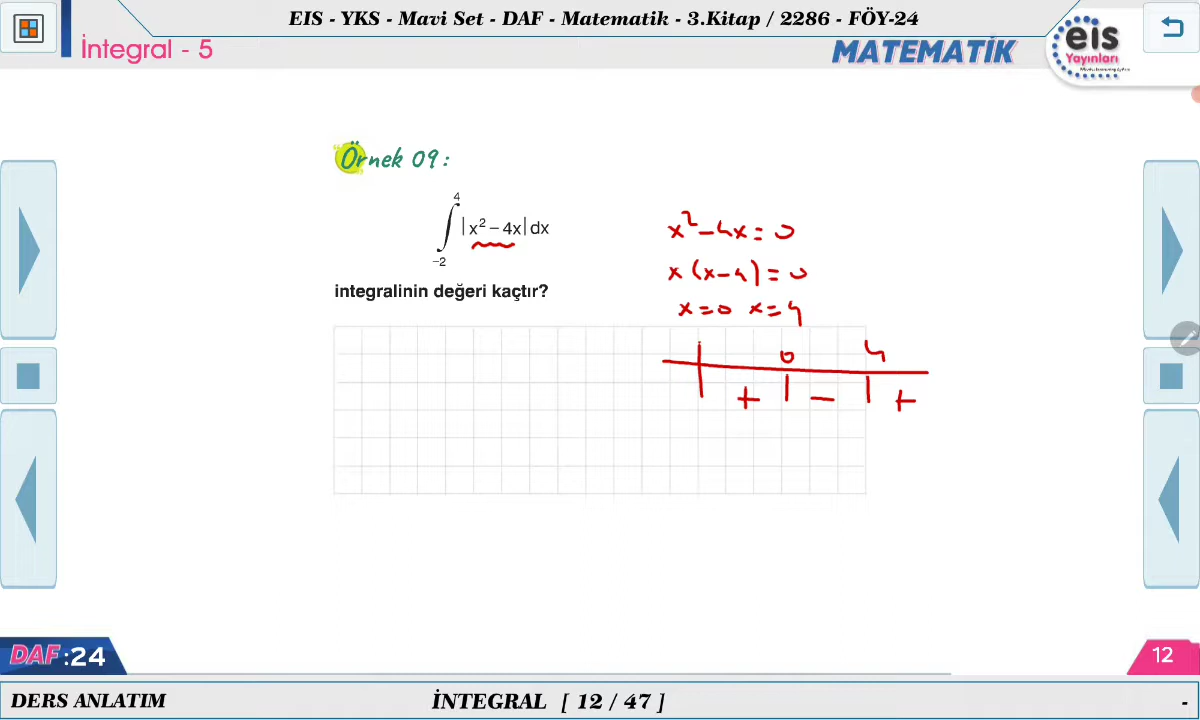 EIS - YKS - Mavi Set - DAF - Matematik - 3.Kitap / 2286 - FÖY-24
İntegral - 5
MATEMATİK
eis
Yayınları
Örnek 09:
4
∫ |x² – 4x| dx
–2
integralinin değeri kaçtır?
x² – 4x = 0
x (x – 4) = 0
x = 0 x = 4
0 4
+ – +
DAF :24
12
DERS ANLATIM
İNTEGRAL [ 12 / 47 ]
-